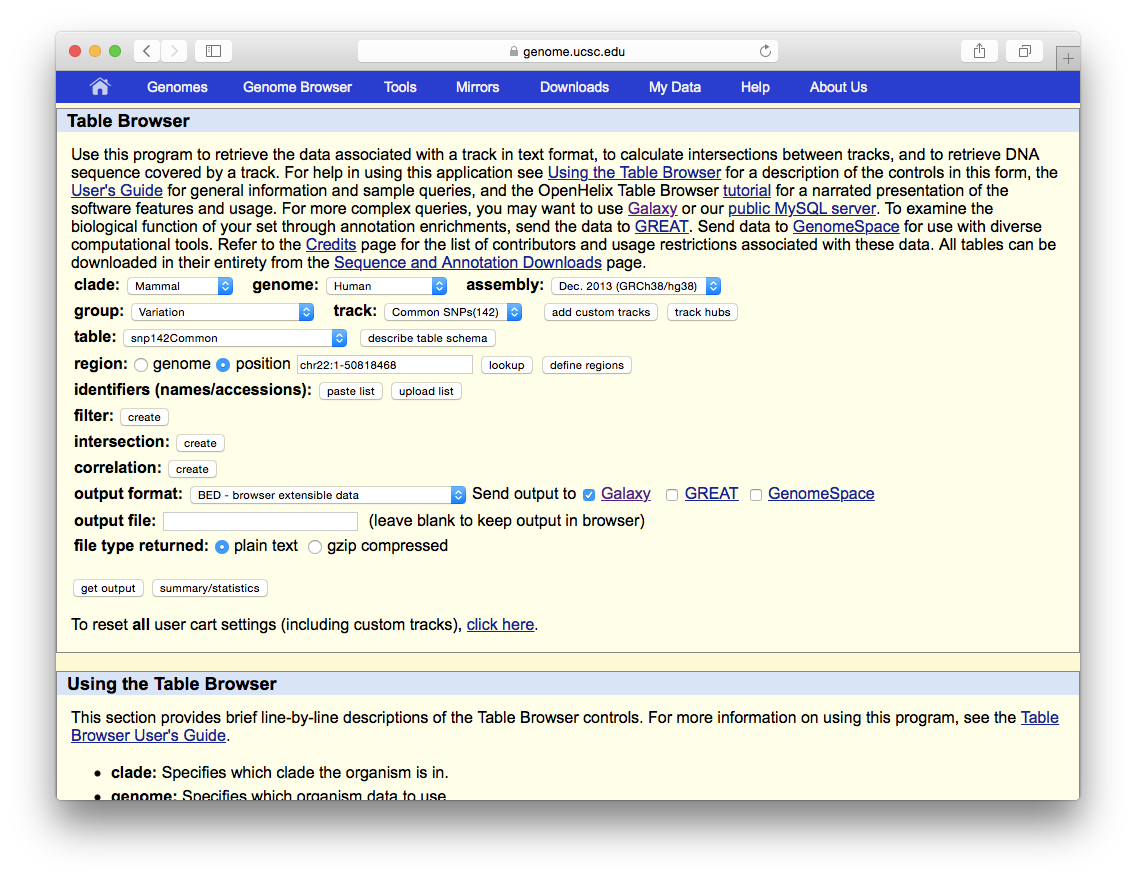 genome.ucsc.edu
Genomes Genome Browser Tools Mirrors Downloads My Data Help About Us
Table Browser
Use this program to retrieve the data associated with a track in text format, to calculate intersections between tracks, and to retrieve DNA
sequence covered by a track. For help in using this application see Using the Table Browser for a description of the controls in this form, the
User's Guide for general information and sample queries, and the OpenHelix Table Browser tutorial for a narrated presentation of the
software features and usage. For more complex queries, you may want to use Galaxy or our public MySQL server. To examine the
biological function of your set through annotation enrichments, send the data to GREAT. Send data to GenomeSpace for use with diverse
computational tools. Refer to the Credits page for the list of contributors and usage restrictions associated with these data. All tables can be
downloaded in their entirety from the Sequence and Annotation Downloads page.
clade: Mammal genome: Human assembly: Dec. 2013 (GRCh38/hg38)
group: Variation track: Common SNPs(142) add custom tracks track hubs
table: snp142Common describe table schema
region: genome position chr22:1-50818468 lookup define regions
identifiers (names/accessions): paste list upload list
filter: create
intersection: create
correlation: create
output format: BED - browser extensible data Send output to Galaxy GREAT GenomeSpace
output file: (leave blank to keep output in browser)
file type returned: plain text gzip compressed
get output summary/statistics
To reset all user cart settings (including custom tracks), click here.
Using the Table Browser
This section provides brief line-by-line descriptions of the Table Browser controls. For more information on using this program, see the Table
Browser User's Guide.
• clade: Specifies which clade the organism is in.
• genome: Specifies which organism data to use